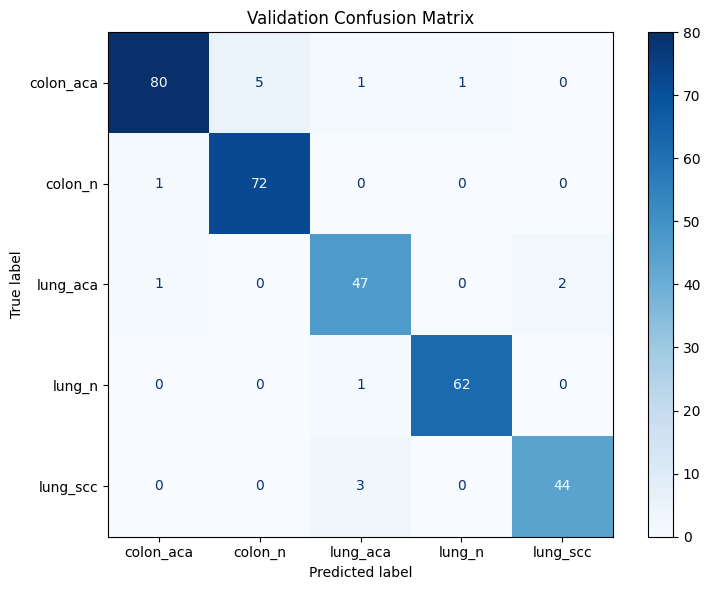 Validation Confusion Matrix
colon_aca 80 5 1 1 0
colon_n 1 72 0 0 0
lung_aca 1 0 47 0 2
lung_n 0 0 1 62 0
lung_scc 0 0 3 0 44
colon_aca colon_n lung_aca lung_n lung_scc
Predicted label
True label
80
70
60
50
40
30
20
10
0